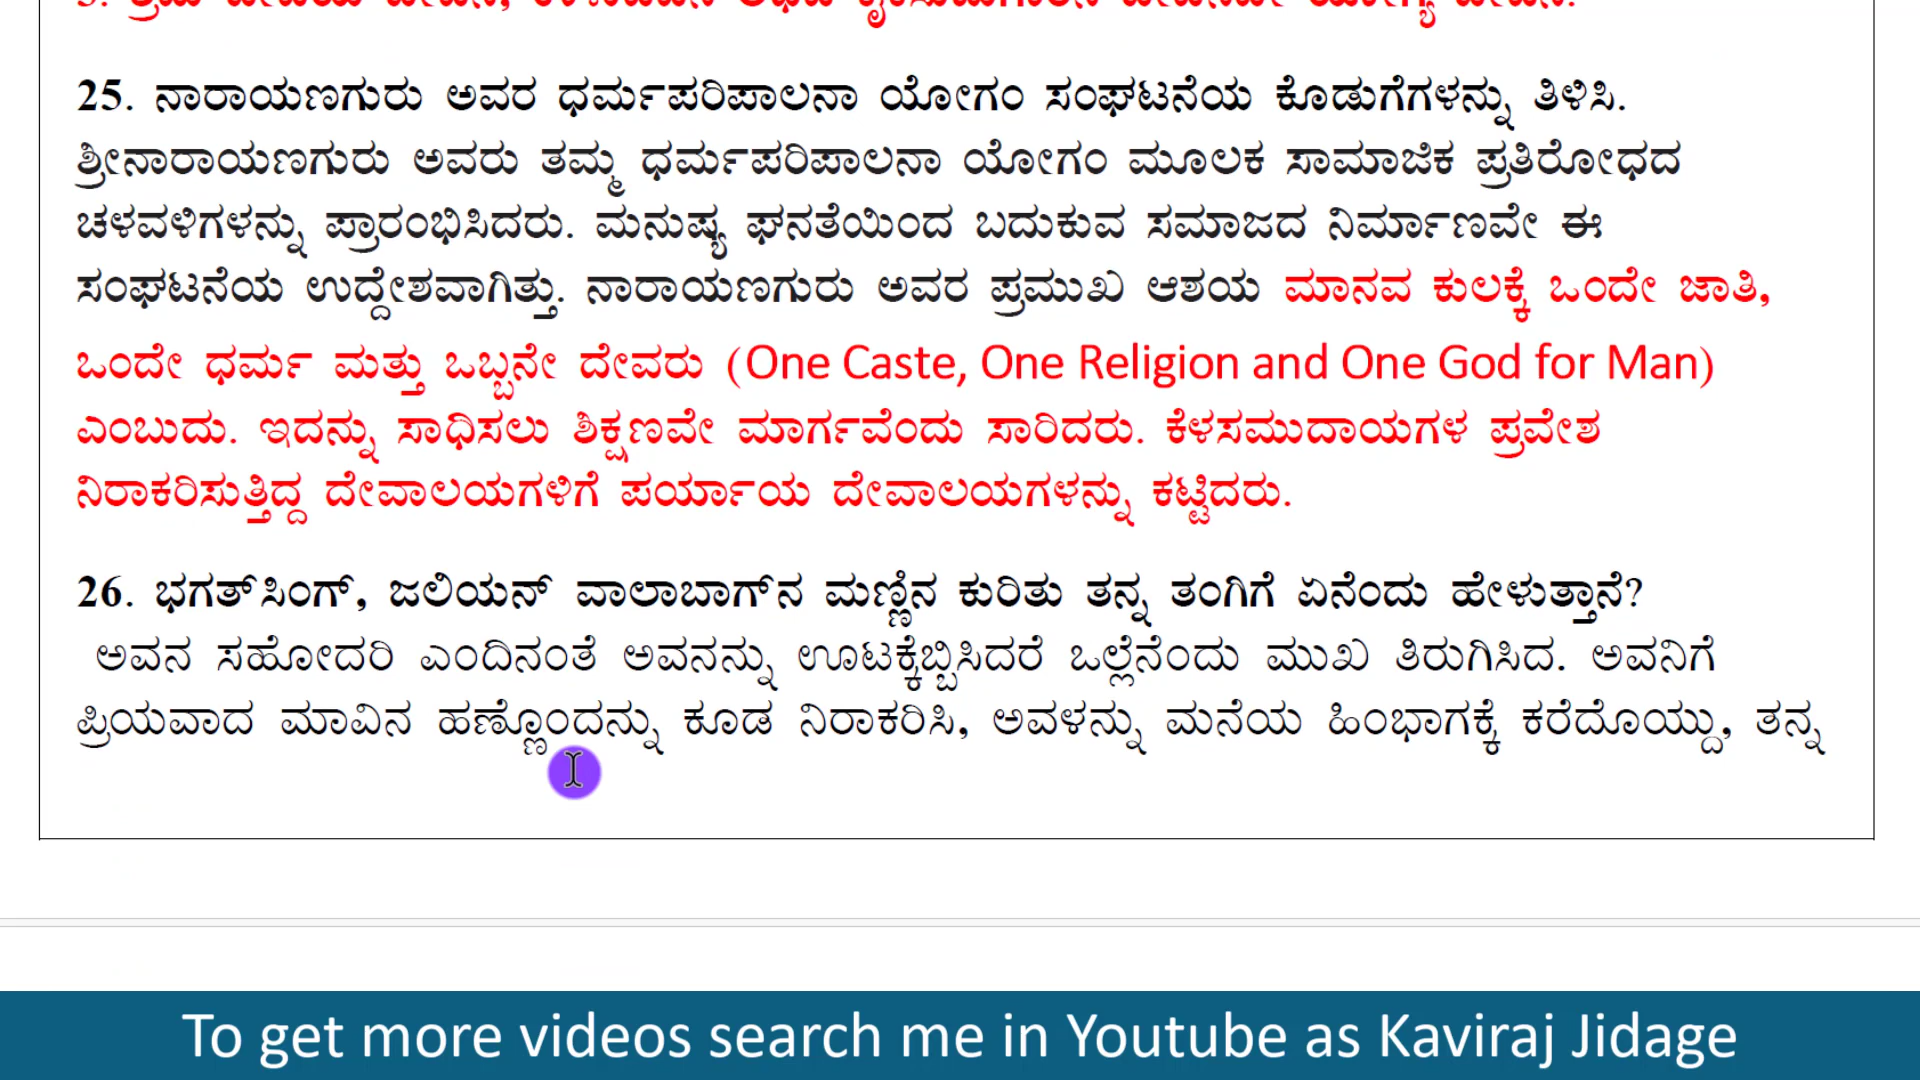 25. ನಾರಾಯಣಗುರು ಅವರ ಧರ್ಮಪರಿಪಾಲನಾ ಯೋಗಂ ಸಂಘಟನೆಯ ಕೊಡುಗೆಗಳನ್ನು ತಿಳಿಸಿ.
ಶ್ರೀನಾರಾಯಣಗುರು ಅವರು ತಮ್ಮ ಧರ್ಮಪರಿಪಾಲನಾ ಯೋಗಂ ಮೂಲಕ ಸಾಮಾಜಿಕ ಪ್ರತಿರೋಧದ
ಚಳವಳಿಗಳನ್ನು ಪ್ರಾರಂಭಿಸಿದರು. ಮನುಷ್ಯ ಘನತೆಯಿಂದ ಬದುಕುವ ಸಮಾಜದ ನಿರ್ಮಾಣವೇ ಈ
ಸಂಘಟನೆಯ ಉದ್ದೇಶವಾಗಿತ್ತು. ನಾರಾಯಣಗುರು ಅವರ ಪ್ರಮುಖ ಆಶಯ ಮಾನವ ಕುಲಕ್ಕೆ ಒಂದೇ ಜಾತಿ,
ಒಂದೇ ಧರ್ಮ ಮತ್ತು ಒಬ್ಬನೇ ದೇವರು (One Caste, One Religion and One God for Man)
ಎಂಬುದು. ಇದನ್ನು ಸಾಧಿಸಲು ಶಿಕ್ಷಣವೇ ಮಾರ್ಗವೆಂದು ಸಾರಿದರು. ಕೆಳಸಮುದಾಯಗಳ ಪ್ರವೇಶ
ನಿರಾಕರಿಸುತ್ತಿದ್ದ ದೇವಾಲಯಗಳಿಗೆ ಪರ್ಯಾಯ ದೇವಾಲಯಗಳನ್ನು ಕಟ್ಟಿದರು.
26. ಭಗತ್‌ಸಿಂಗ್, ಜಲಿಯನ್ ವಾಲಾಬಾಗ್‌ನ ಮಣ್ಣಿನ ಕುರಿತು ತನ್ನ ತಂಗಿಗೆ ಏನೆಂದು ಹೇಳುತ್ತಾನೆ?
ಅವನ ಸಹೋದರಿ ಎಂದಿನಂತೆ ಅವನನ್ನು ಊಟಕ್ಕೆಬ್ಬಿಸಿದರೆ ಒಲ್ಲೆನೆಂದು ಮುಖ ತಿರುಗಿಸಿದ. ಅವನಿಗೆ
ಪ್ರಿಯವಾದ ಮಾವಿನ ಹಣ್ಣೊಂದನ್ನು ಕೂಡ ನಿರಾಕರಿಸಿ, ಅವಳನ್ನು ಮನೆಯ ಹಿಂಭಾಗಕ್ಕೆ ಕರೆದೊಯ್ದು, ತನ್ನ
To get more videos search me in Youtube as Kaviraj Jidage